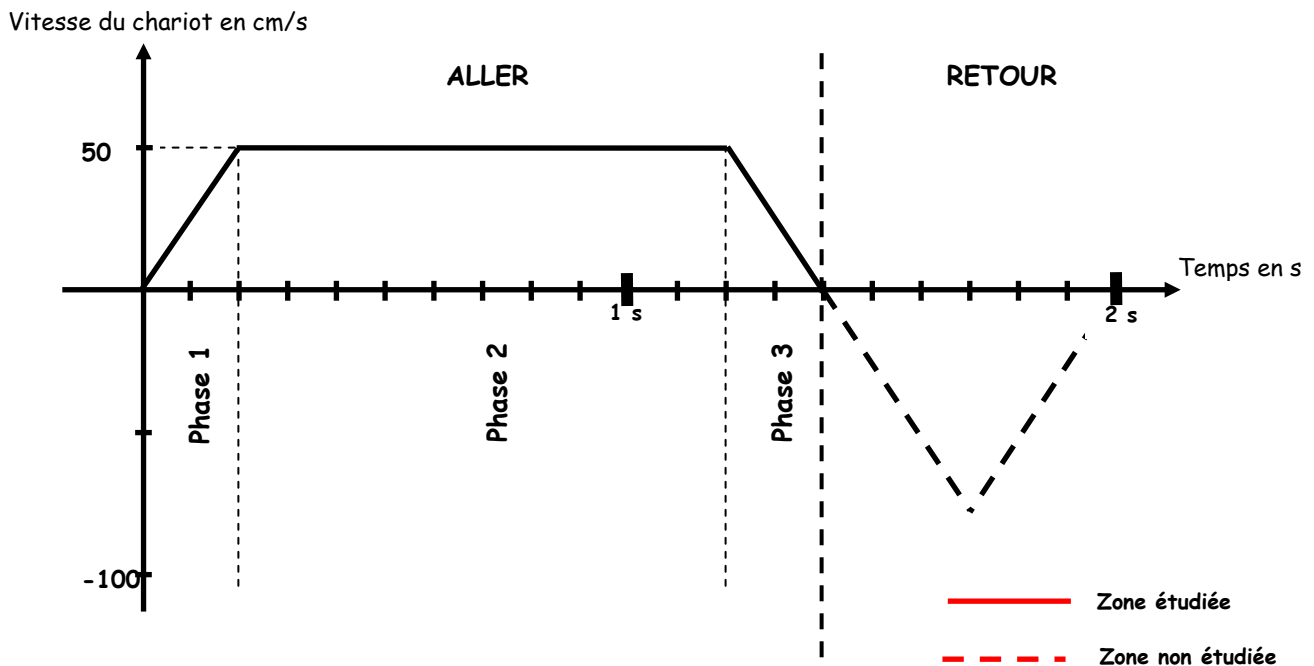 Vitesse du chariot en cm/s
ALLER
RETOUR
50
Temps en s
1 s
2 s
Phase 1
Phase 2
Phase 3
-100
Zone étudiée
Zone non étudiée